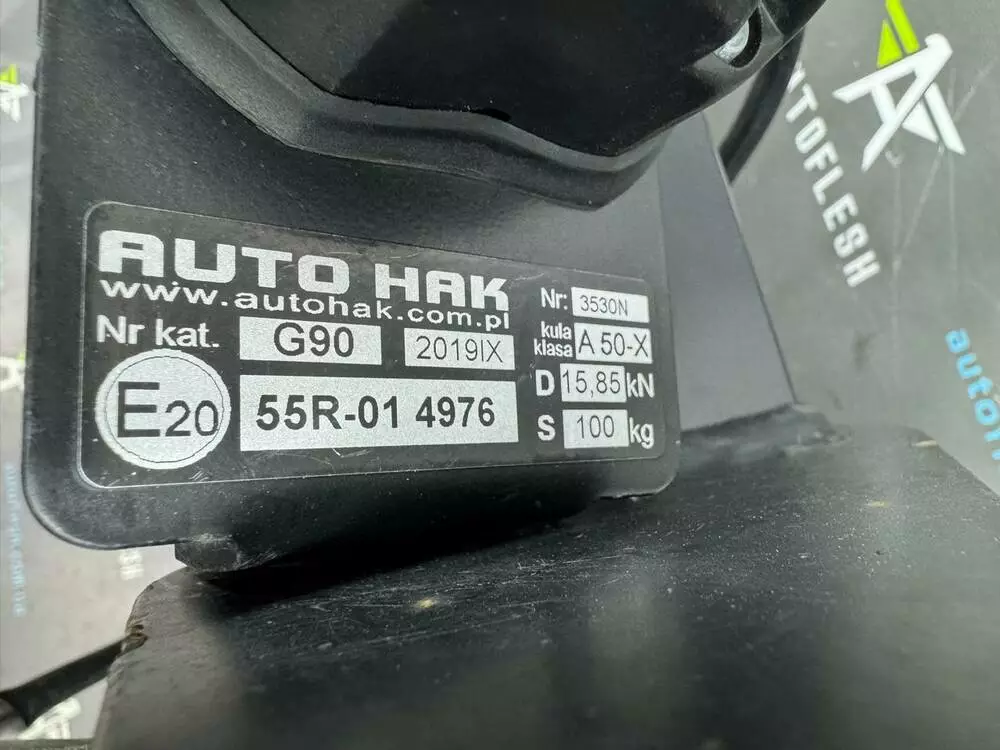 AUTO HAK
www.autohak.com.pl
Nr kat. G90 2019IX
E20 55R-01 4976
Nr: 3530N
kula klasa A 50-X
D 15,85 kN
S 100 kg
AUTOFLESH